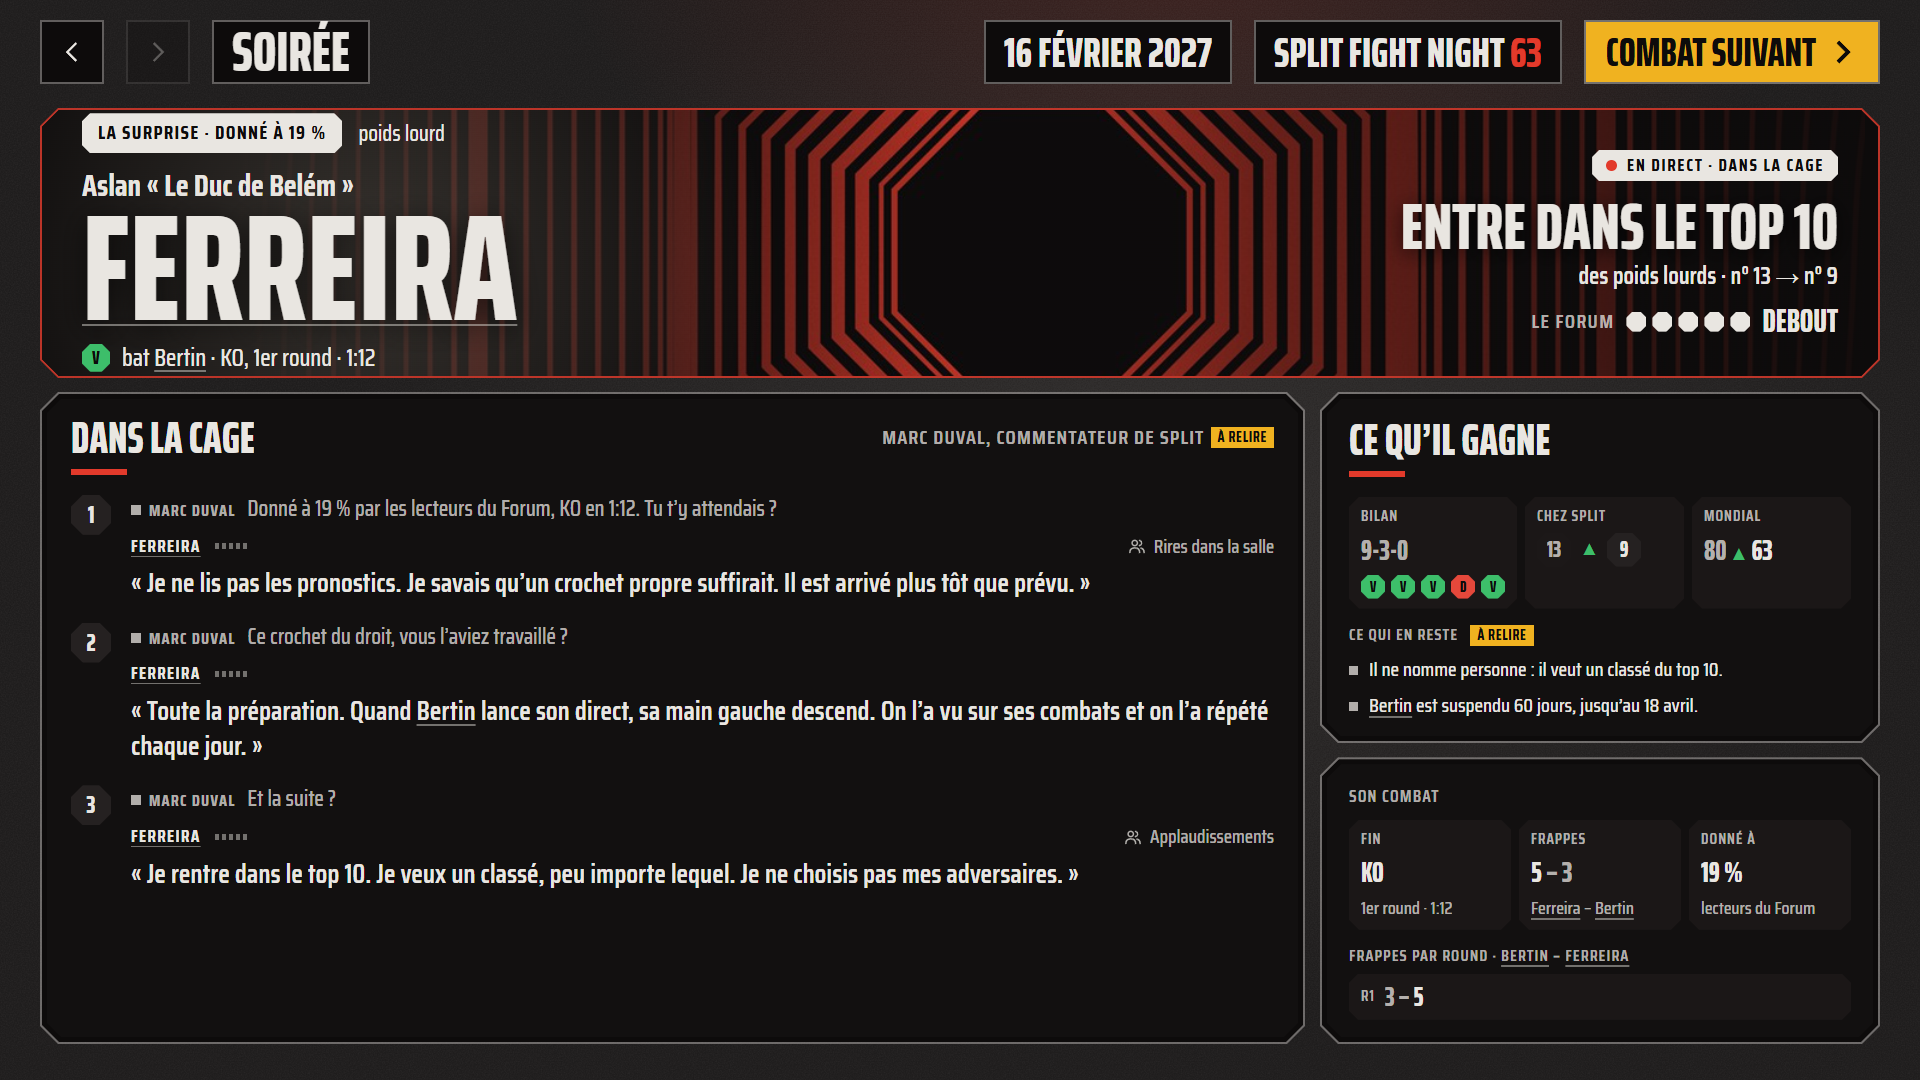 SOIRÉE
16 FÉVRIER 2027
SPLIT FIGHT NIGHT 63
COMBAT SUIVANT
LA SURPRISE · DONNÉ À 19 % poids lourd
Aslan « Le Duc de Belém »
FERREIRA
V bat Bertin · KO, 1er round · 1:12
EN DIRECT · DANS LA CAGE
ENTRE DANS LE TOP 10
des poids lourds · nº 13 → nº 9
LE FORUM DEBOUT
DANS LA CAGE
MARC DUVAL, COMMENTATEUR DE SPLIT À RELIRE
1 MARC DUVAL Donné à 19 % par les lecteurs du Forum, KO en 1:12. Tu t’y attendais ?
FERREIRA Rires dans la salle
« Je ne lis pas les pronostics. Je savais qu’un crochet propre suffirait. Il est arrivé plus tôt que prévu. »
2 MARC DUVAL Ce crochet du droit, vous l’aviez travaillé ?
FERREIRA
« Toute la préparation. Quand Bertin lance son direct, sa main gauche descend. On l’a vu sur ses combats et on l’a répété
chaque jour. »
3 MARC DUVAL Et la suite ?
FERREIRA Applaudissements
« Je rentre dans le top 10. Je veux un classé, peu importe lequel. Je ne choisis pas mes adversaires. »
CE QU’IL GAGNE
BILAN CHEZ SPLIT MONDIAL
9-3-0 13 ▲ 9 80 ▲ 63
V V V D V
CE QUI EN RESTE À RELIRE
Il ne nomme personne : il veut un classé du top 10.
Bertin est suspendu 60 jours, jusqu’au 18 avril.
SON COMBAT
FIN FRAPPES DONNÉ À
KO 5 – 3 19 %
1er round · 1:12 Ferreira – Bertin lecteurs du Forum
FRAPPES PAR ROUND · BERTIN – FERREIRA
R1 3 – 5